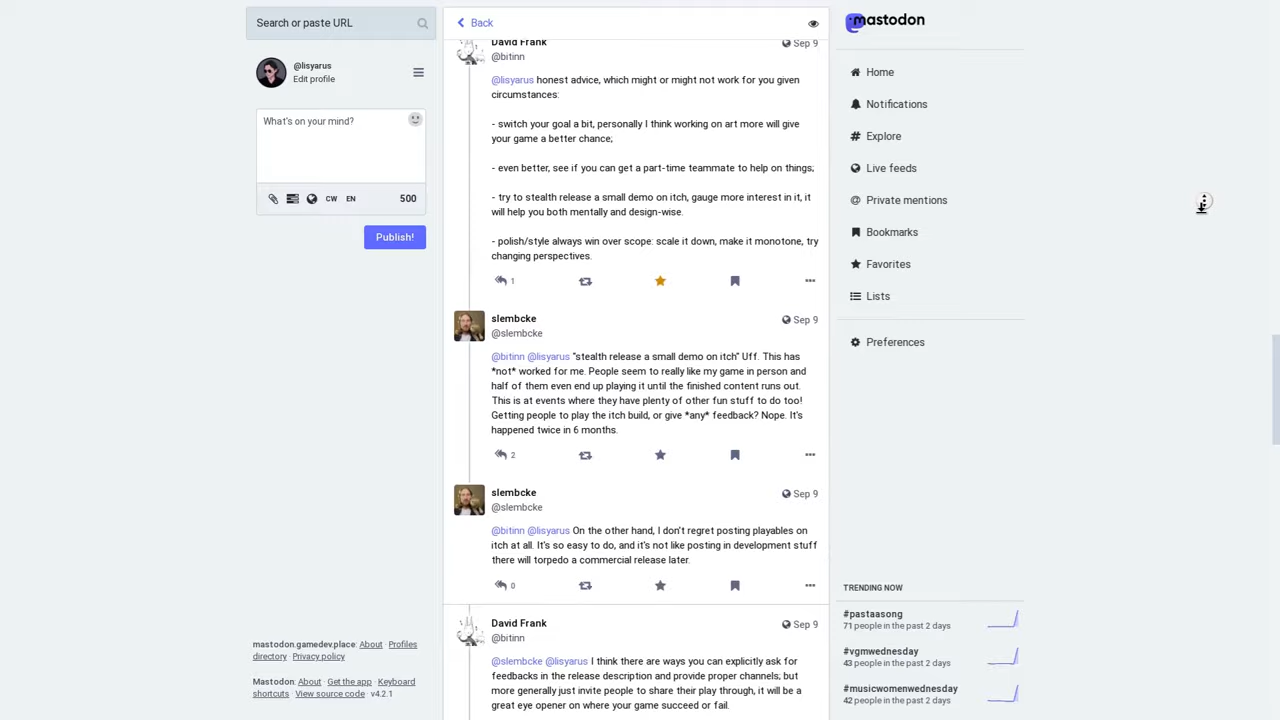 Search or paste URL
@lisyarus
Edit profile
What's on your mind?
CW EN 500
Publish!
mastodon.gamedev.place: About · Profiles
directory · Privacy policy
Mastodon: About · Get the app · Keyboard
shortcuts · View source code · v4.2.1
Back
David Frank
Sep 9
@bitinn
@lisyarus honest advice, which might or might not work for you given
circumstances:
- switch your goal a bit, personally I think working on art more will give
your game a better chance;
- even better, see if you can get a part-time teammate to help on things;
- try to stealth release a small demo on itch, gauge more interest in it, it
will help you both mentally and design-wise.
- polish/style always win over scope: scale it down, make it monotone, try
changing perspectives.
1
slembcke
Sep 9
@slembcke
@bitinn @lisyarus "stealth release a small demo on itch" Uff. This has
*not* worked for me. People seem to really like my game in person and
half of them even end up playing it until the finished content runs out.
This is at events where they have plenty of other fun stuff to do too!
Getting people to play the itch build, or give *any* feedback? Nope. It's
happened twice in 6 months.
2
slembcke
Sep 9
@slembcke
@bitinn @lisyarus On the other hand, I don't regret posting playables on
itch at all. It's so easy to do, and it's not like posting in development stuff
there will torpedo a commercial release later.
0
David Frank
Sep 9
@bitinn
@slembcke @lisyarus I think there are ways you can explicitly ask for
feedbacks in the release description and provide proper channels; but
more generally just invite people to share their play through, it will be a
great eye opener on where your game succeed or fail.
mastodon
Home
Notifications
Explore
Live feeds
Private mentions
Bookmarks
Favorites
Lists
Preferences
TRENDING NOW
#pastaasong
71 people in the past 2 days
#vgmwednesday
43 people in the past 2 days
#musicwomenwednesday
42 people in the past 2 days